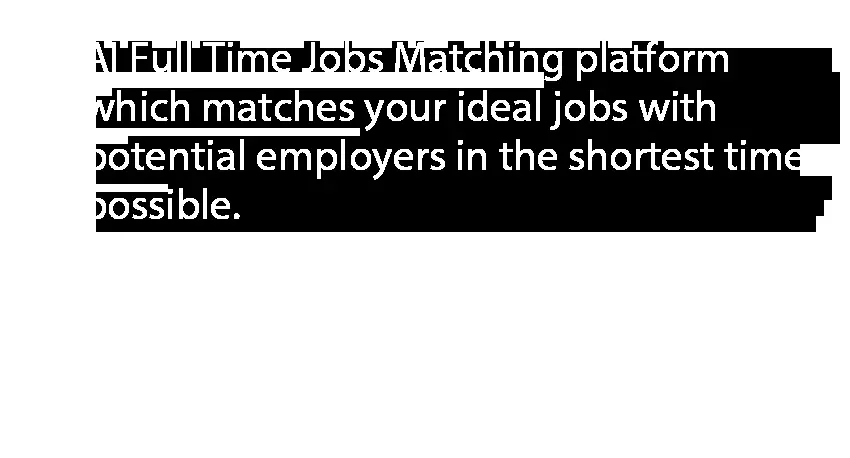 AI Full Time Jobs Matching platform
which matches your ideal jobs with
potential employers in the shortest time
possible.